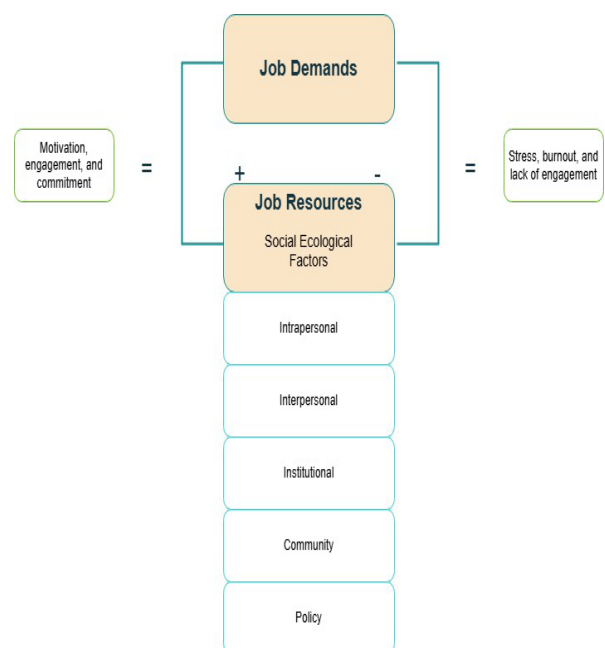 Job Demands
Motivation,
engagement, and
commitment
=
+
-
=
Stress, burnout, and
lack of engagement
Job Resources
Social Ecological
Factors
Intrapersonal
Interpersonal
Institutional
Community
Policy